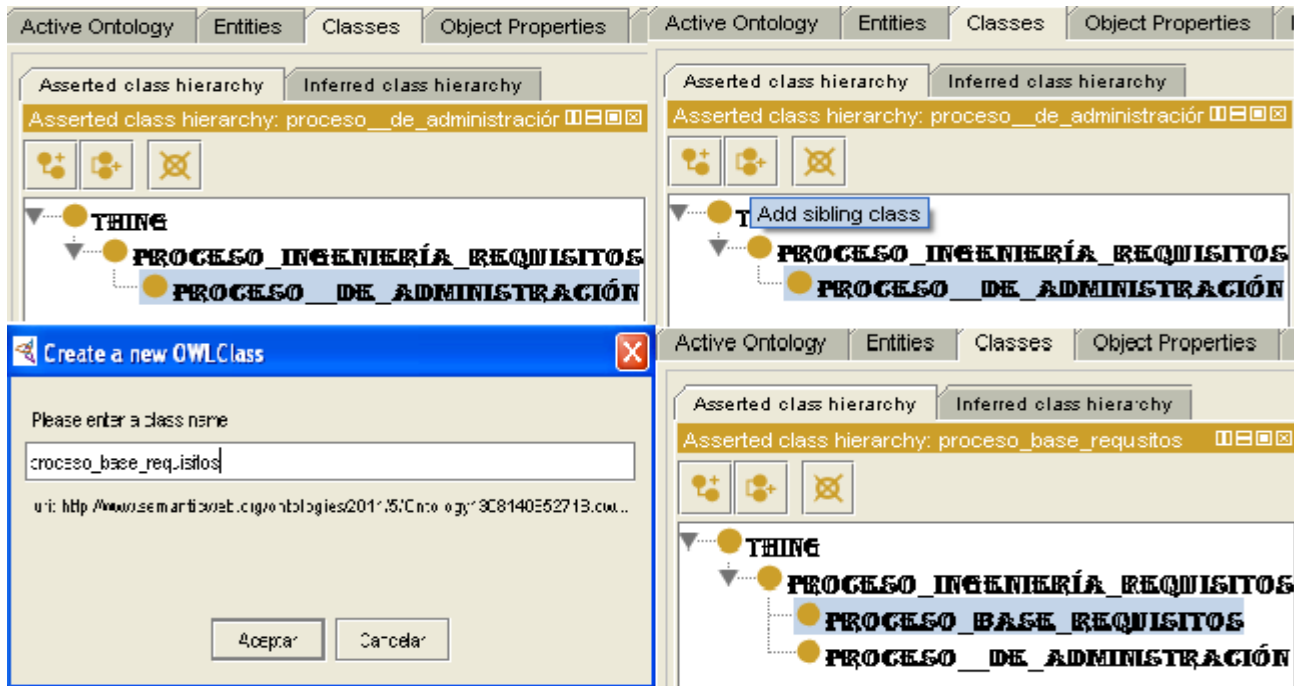 Active Ontology Entities Classes Object Properties
Asserted class hierarchy Inferred class hierarchy
Asserted class hierarchy: proceso__de_administración
THING
PROCESO_INGENIERÍA_REQUISITOS
PROCESO__DE_ADMINISTRACIÓN
Active Ontology Entities Classes Object Properties
Asserted class hierarchy Inferred class hierarchy
Asserted class hierarchy: proceso__de_administración
Add sibling class
PROCESO_INGENIERÍA_REQUISITOS
PROCESO__DE_ADMINISTRACIÓN
Create a new OWLClass
Please enter a class name
proceso_base_requisitos
Aceptar Cancelar
Active Ontology Entities Classes Object Properties
Asserted class hierarchy Inferred class hierarchy
Asserted class hierarchy: proceso_base_requsitos
THING
PROCESO_INGENIERÍA_REQUISITOS
PROCESO_BASE_REQUISITOS
PROCESO__DE_ADMINISTRACIÓN